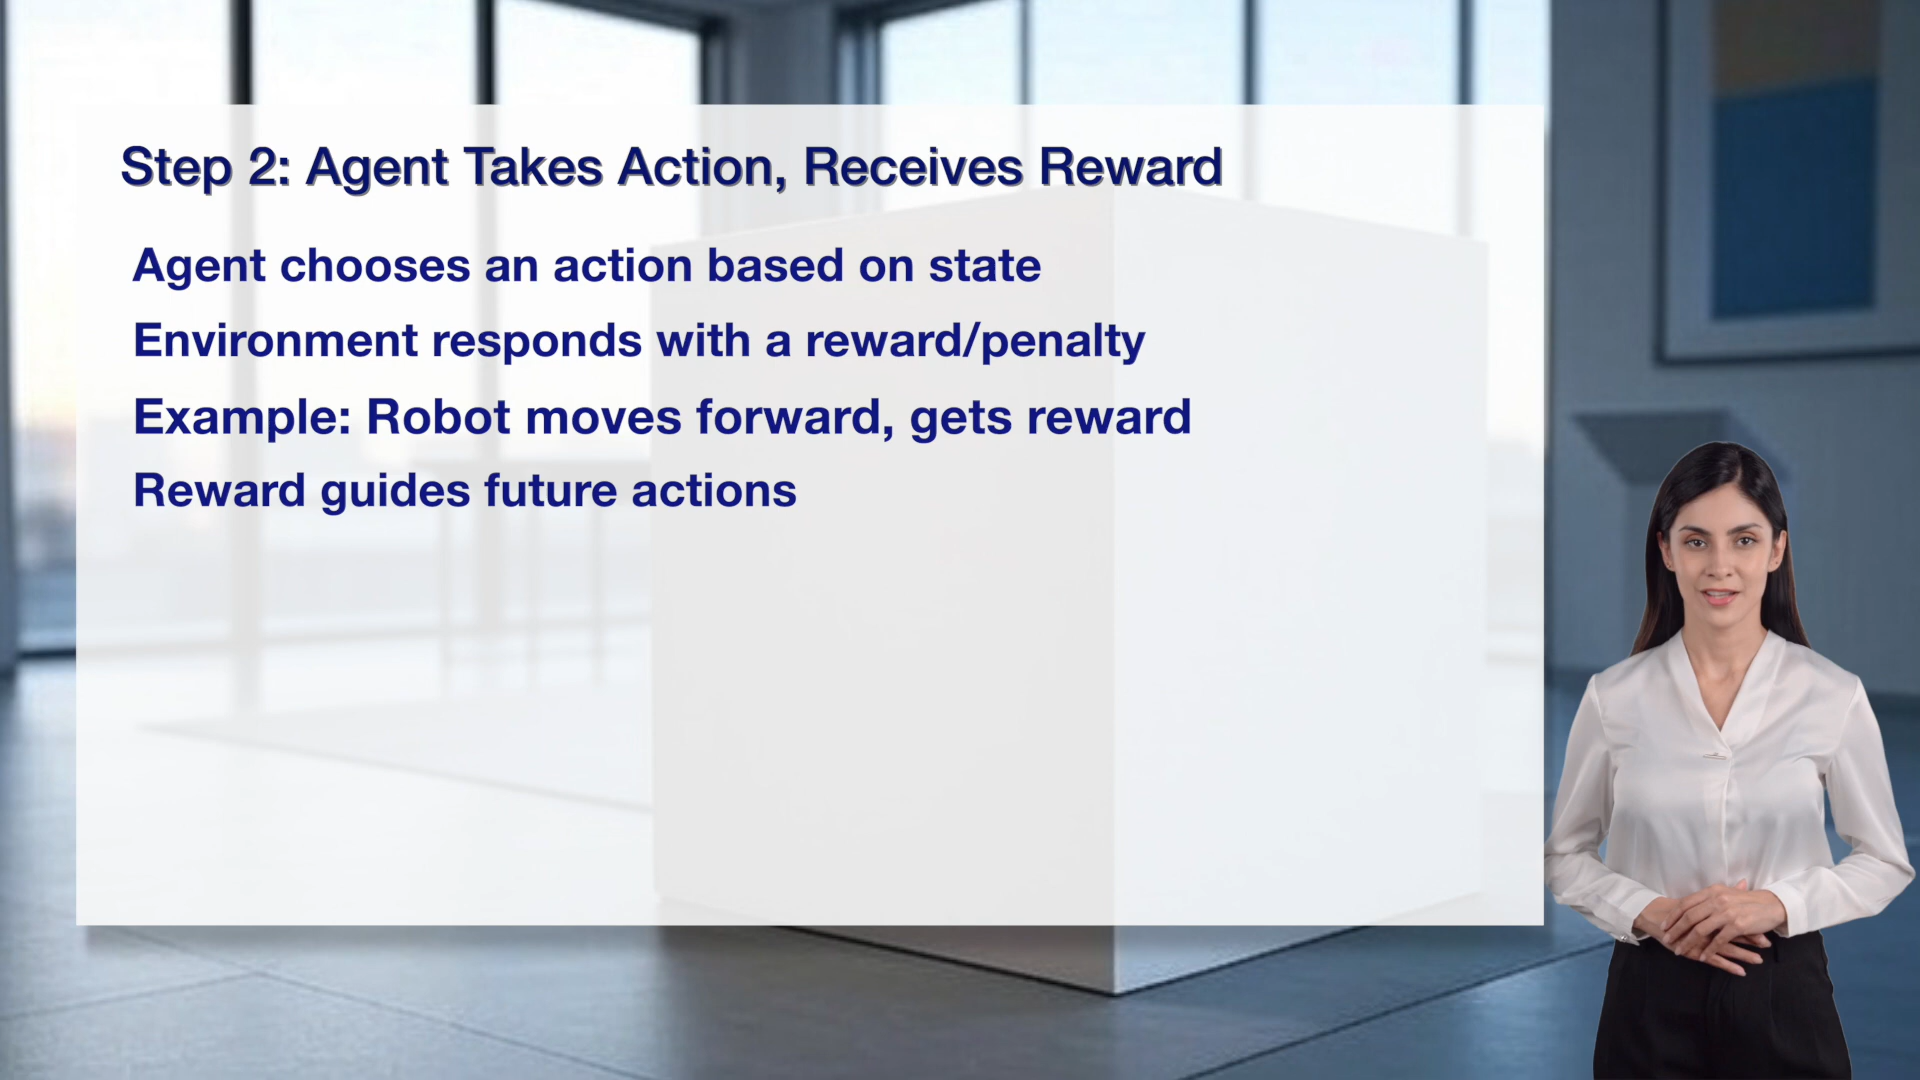 Step 2: Agent Takes Action, Receives Reward
Agent chooses an action based on state
Environment responds with a reward/penalty
Example: Robot moves forward, gets reward
Reward guides future actions